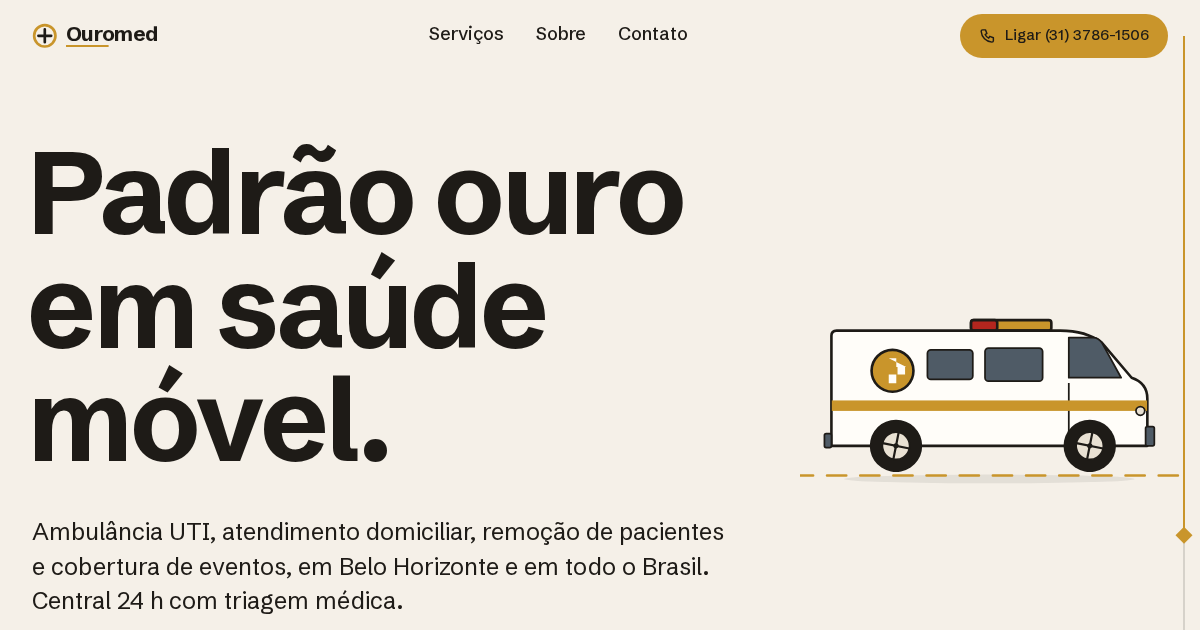 Ouromed
Serviços
Sobre
Contato
Ligar (31) 3786-1506
Padrão ouro
em saúde
móvel.
Ambulância UTI, atendimento domiciliar, remoção de pacientes
e cobertura de eventos, em Belo Horizonte e em todo o Brasil.
Central 24 h com triagem médica.